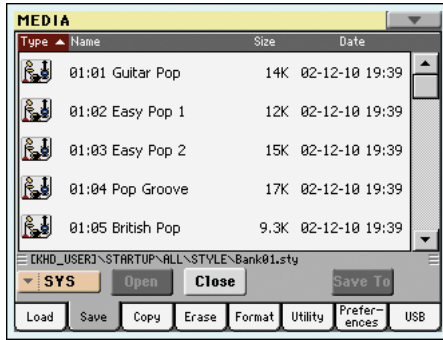 MEDIA
Type Name Size Date
01:01 Guitar Pop 14K 02-12-10 19:39
01:02 Easy Pop 1 12K 02-12-10 19:39
01:03 Easy Pop 2 15K 02-12-10 19:39
01:04 Pop Groove 17K 02-12-10 19:39
01:05 British Pop 9.3K 02-12-10 19:39
[KHD_USER]\STARTUP\ALL\STYLE\Bank01.sty
SYS Open Close Save To
Load Save Copy Erase Format Utility Prefer-
ences USB